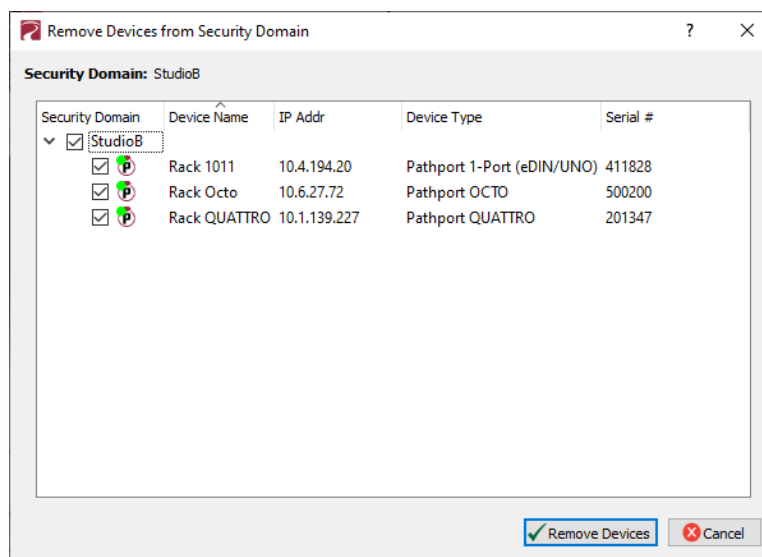 Remove Devices from Security Domain
Security Domain: StudioB
Security Domain Device Name IP Addr Device Type Serial #
StudioB
Rack 1011 10.4.194.20 Pathport 1-Port (eDIN/UNO) 411828
Rack Octo 10.6.27.72 Pathport OCTO 500200
Rack QUATTRO 10.1.139.227 Pathport QUATTRO 201347
Remove Devices Cancel